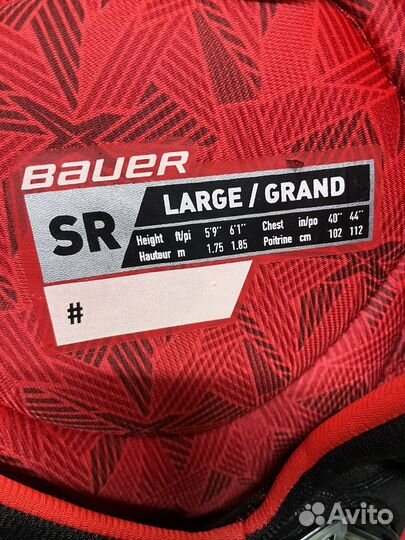 BAUER
SR
LARGE / GRAND
Height ft/pi 5'9'' 6'1'' Chest in/po 40'' 44''
Hauteur m 1.75 1.85 Poitrine cm 102 112
#
Avito